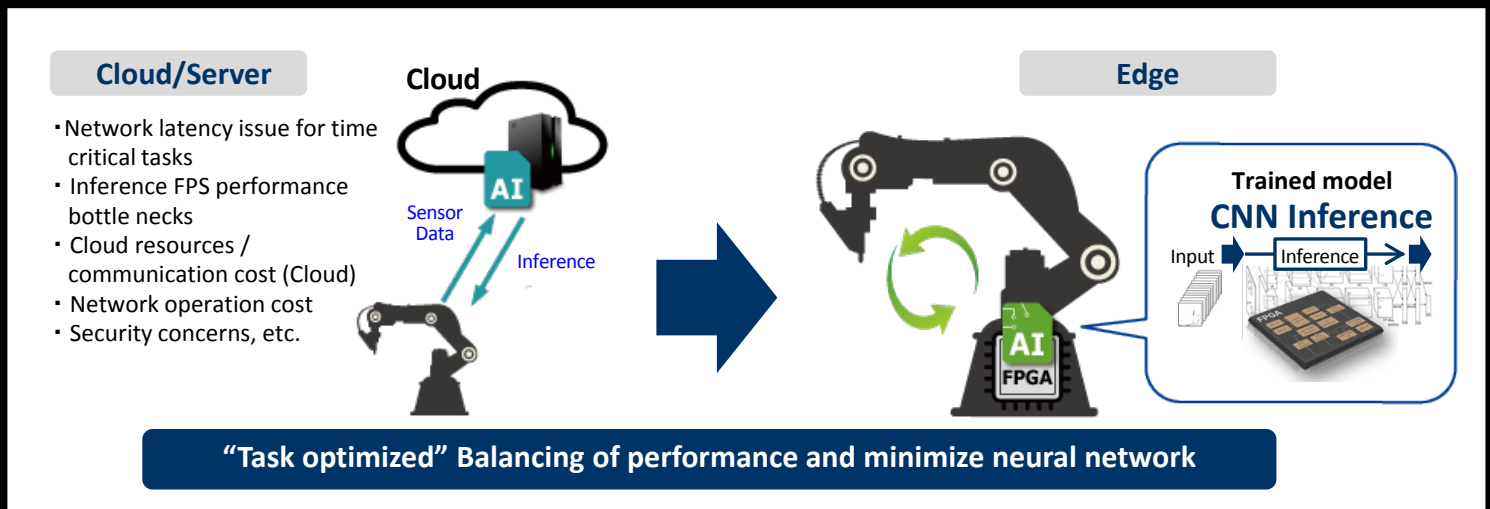 Cloud/Server
・Network latency issue for time
critical tasks
・Inference FPS performance
bottle necks
・Cloud resources /
communication cost (Cloud)
・Network operation cost
・Security concerns, etc.
Cloud
AI
Sensor
Data
Inference
Edge
AI
FPGA
Trained model
CNN Inference
Input
Inference
FPGA
“Task optimized” Balancing of performance and minimize neural network